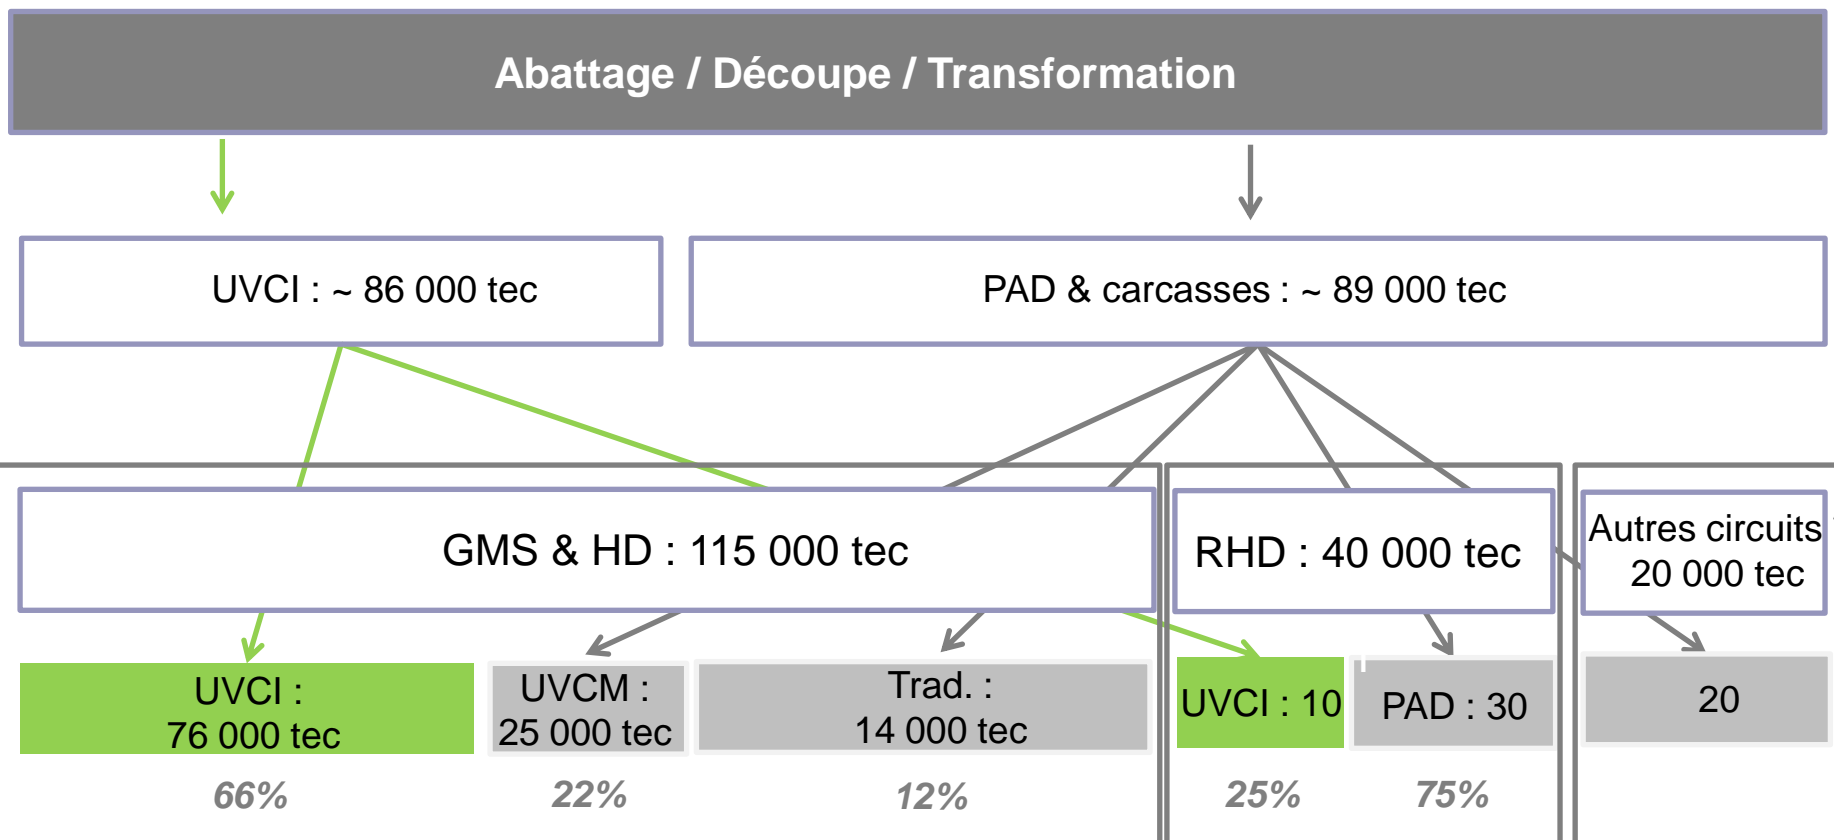 Abattage / Découpe / Transformation
UVCI : ~ 86 000 tec
PAD & carcasses : ~ 89 000 tec
GMS & HD : 115 000 tec
RHD : 40 000 tec
Autres circuits
20 000 tec
UVCI :
76 000 tec
UVCM :
25 000 tec
Trad. :
14 000 tec
UVCI : 10
PAD : 30
20
66%
22%
12%
25%
75%